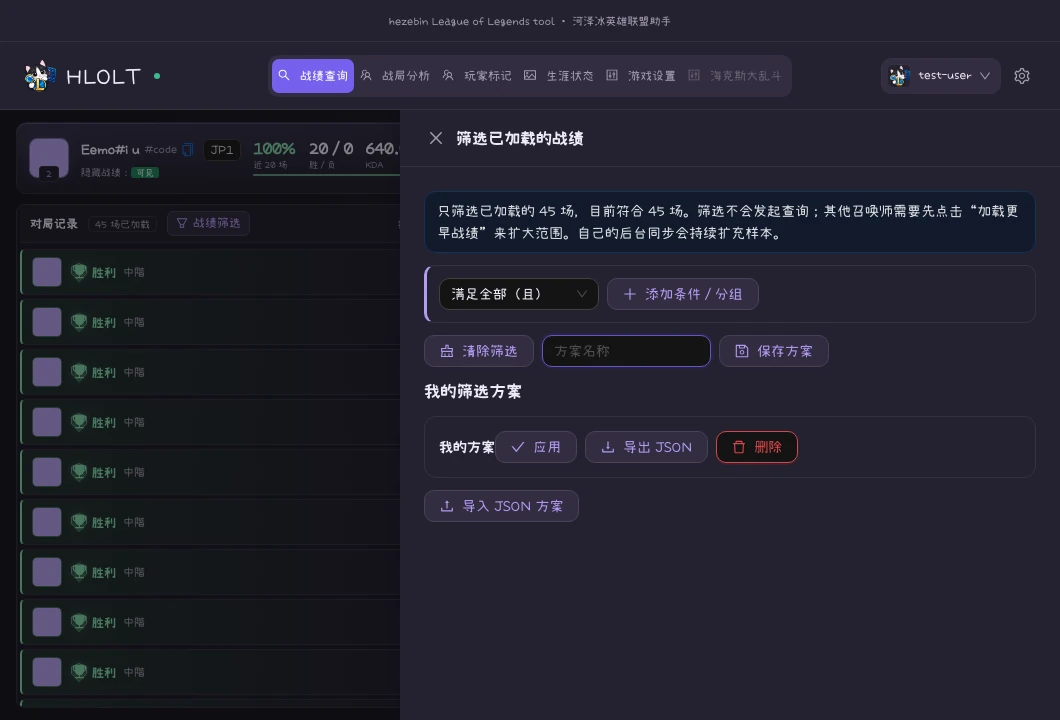 hezebin League of Legends tool · 河泽冰英雄联盟助手
HLOLT
战绩查询 战局分析 玩家标记 生涯状态 游戏设置 海克斯大乱斗
test-user
Eemo#i u #code JP1
隐藏战绩：可见
100% 20 / 0 640.
近 20 场 胜 / 负 KDA
2
对局记录 45 场已加载 战绩筛选
胜利 中階
胜利 中階
胜利 中階
胜利 中階
胜利 中階
胜利 中階
胜利 中階
胜利 中階
胜利 中階
筛选已加载的战绩
只筛选已加载的 45 场，目前符合 45 场。筛选不会发起查询；其他召唤师需要先点击“加载更
早战绩”来扩大范围。自己的后台同步会持续扩充样本。
满足全部（且） 添加条件 / 分组
清除筛选 方案名称 保存方案
我的筛选方案
我的方案 应用 导出 JSON 删除
导入 JSON 方案